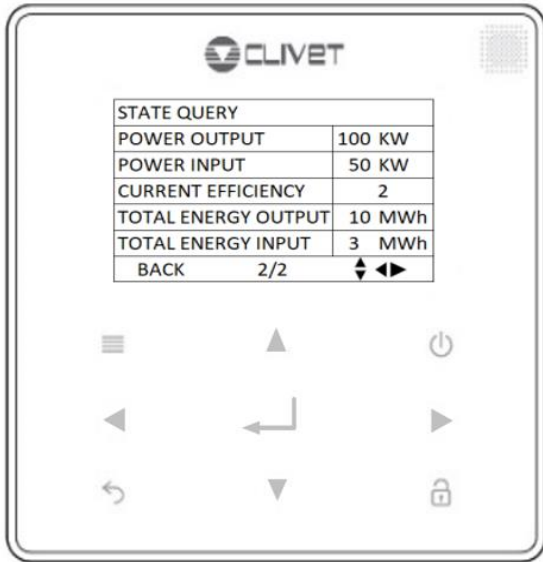 CLIVET
STATE QUERY
POWER OUTPUT 100 KW
POWER INPUT 50 KW
CURRENT EFFICIENCY 2
TOTAL ENERGY OUTPUT 10 MWh
TOTAL ENERGY INPUT 3 MWh
BACK 2/2